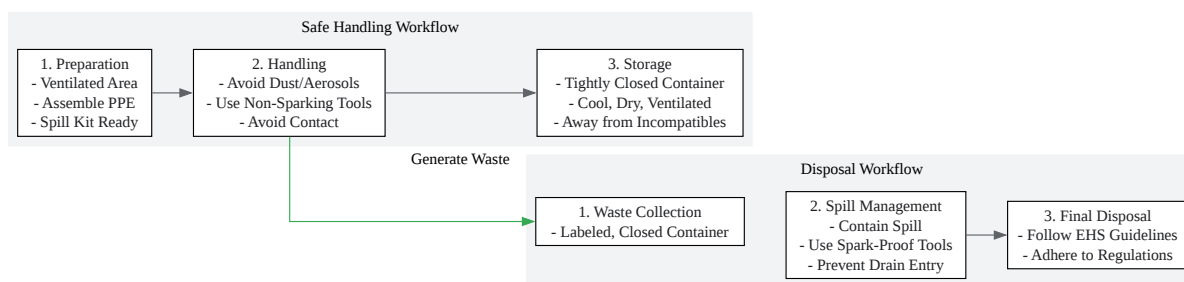 Safe Handling Workflow
1. Preparation
- Ventilated Area
- Assemble PPE
- Spill Kit Ready
2. Handling
- Avoid Dust/Aerosols
- Use Non-Sparking Tools
- Avoid Contact
3. Storage
- Tightly Closed Container
- Cool, Dry, Ventilated
- Away from Incompatibles
Generate Waste
Disposal Workflow
1. Waste Collection
- Labeled, Closed Container
2. Spill Management
- Contain Spill
- Use Spark-Proof Tools
- Prevent Drain Entry
3. Final Disposal
- Follow EHS Guidelines
- Adhere to Regulations